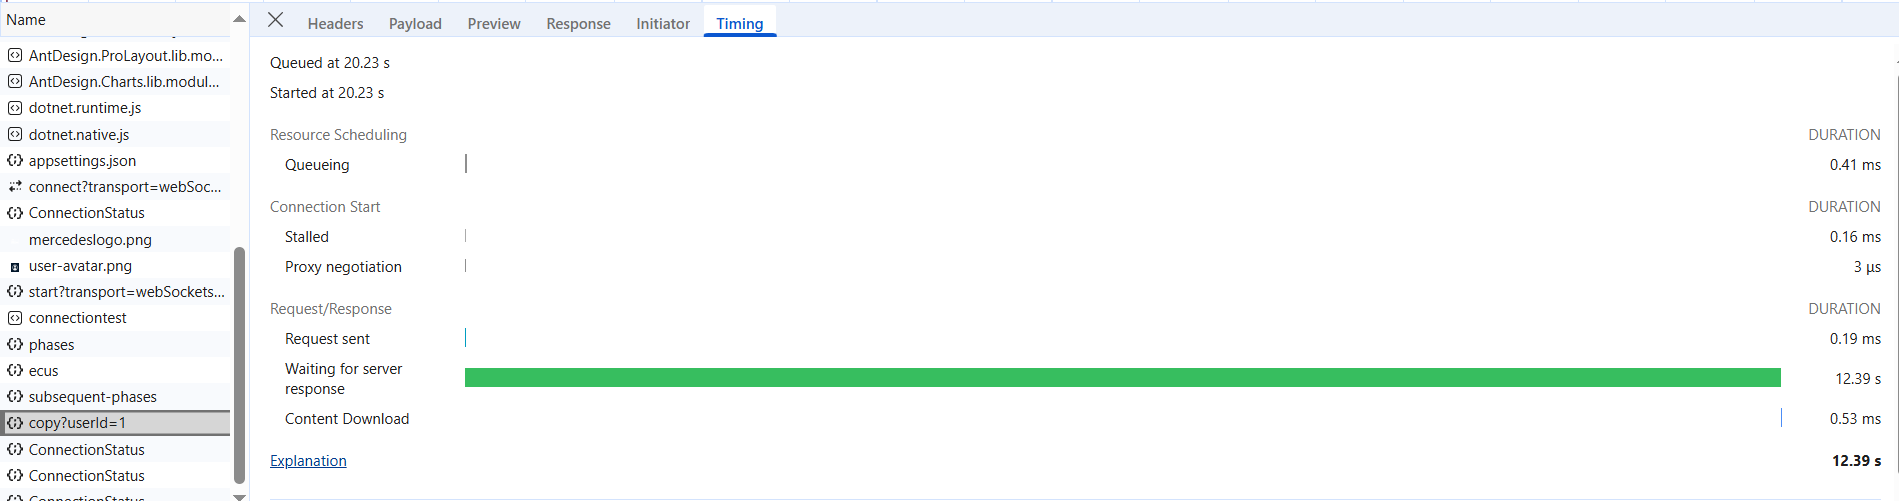 Name
AntDesign.ProLayout.lib.mo...
AntDesign.Charts.lib.modul...
dotnet.runtime.js
dotnet.native.js
appsettings.json
connect?transport=webSoc...
ConnectionStatus
mercedeslogo.png
user-avatar.png
start?transport=webSockets...
connectiontest
phases
ecus
subsequent-phases
copy?userId=1
ConnectionStatus
ConnectionStatus
ConnectionStatus
Headers Payload Preview Response Initiator Timing
Queued at 20.23 s
Started at 20.23 s
Resource Scheduling DURATION
Queueing 0.41 ms
Connection Start DURATION
Stalled 0.16 ms
Proxy negotiation 3 µs
Request/Response DURATION
Request sent 0.19 ms
Waiting for server
response 12.39 s
Content Download 0.53 ms
Explanation 12.39 s